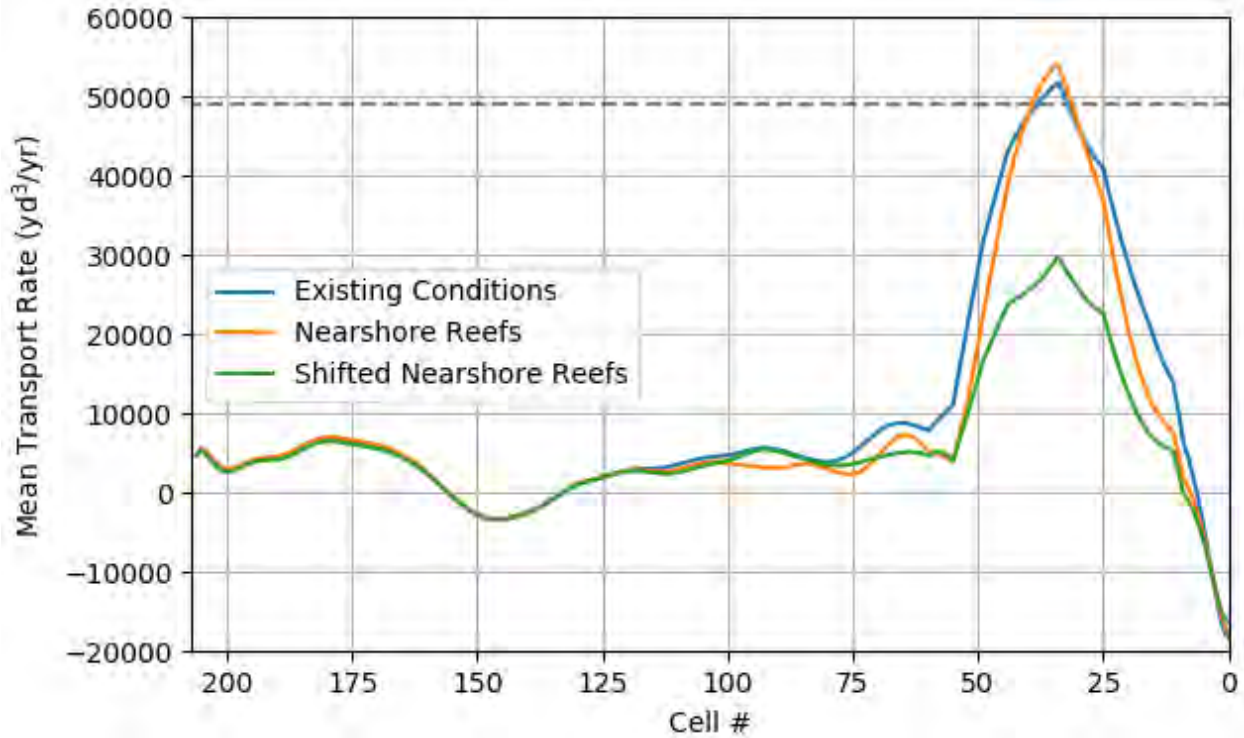 60000
50000
40000
30000
20000
10000
0
−10000
−20000
Mean Transport Rate (yd³/yr)
Existing Conditions
Nearshore Reefs
Shifted Nearshore Reefs
200 175 150 125 100 75 50 25 0
Cell #